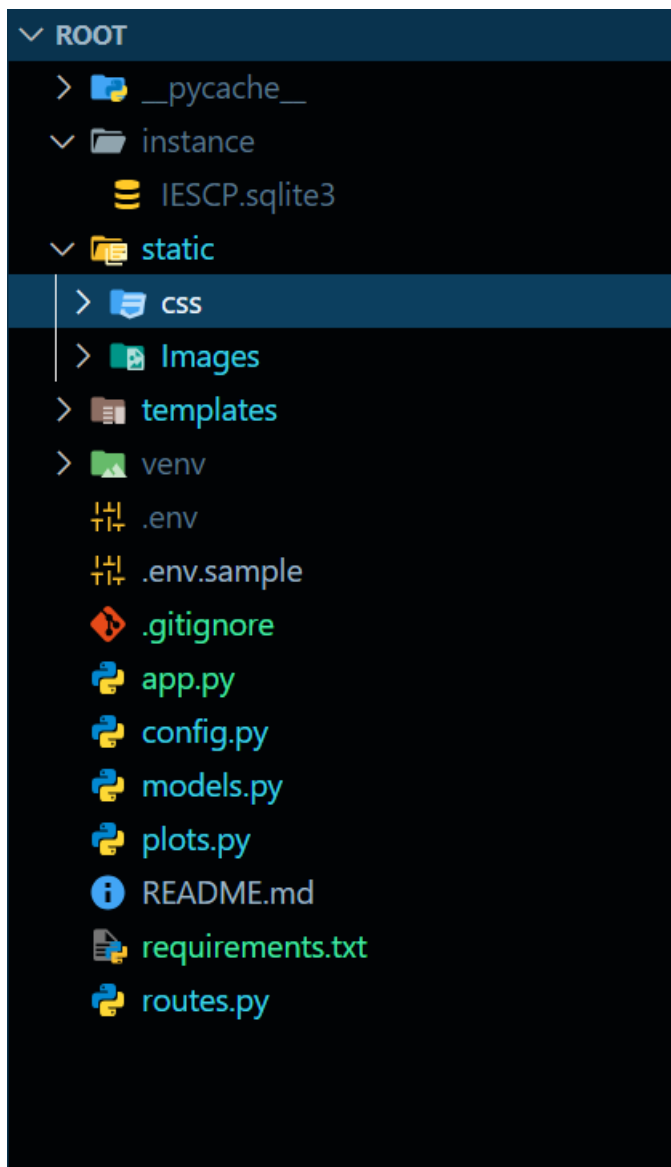 ROOT
__pycache__
instance
IESCP.sqlite3
static
css
Images
templates
venv
.env
.env.sample
.gitignore
app.py
config.py
models.py
plots.py
README.md
requirements.txt
routes.py